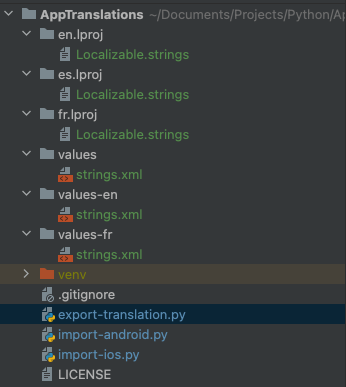 AppTranslations ~/Documents/Projects/Python/Ap
en.lproj
Localizable.strings
es.lproj
Localizable.strings
fr.lproj
Localizable.strings
values
strings.xml
values-en
strings.xml
values-fr
strings.xml
venv
.gitignore
export-translation.py
import-android.py
import-ios.py
LICENSE